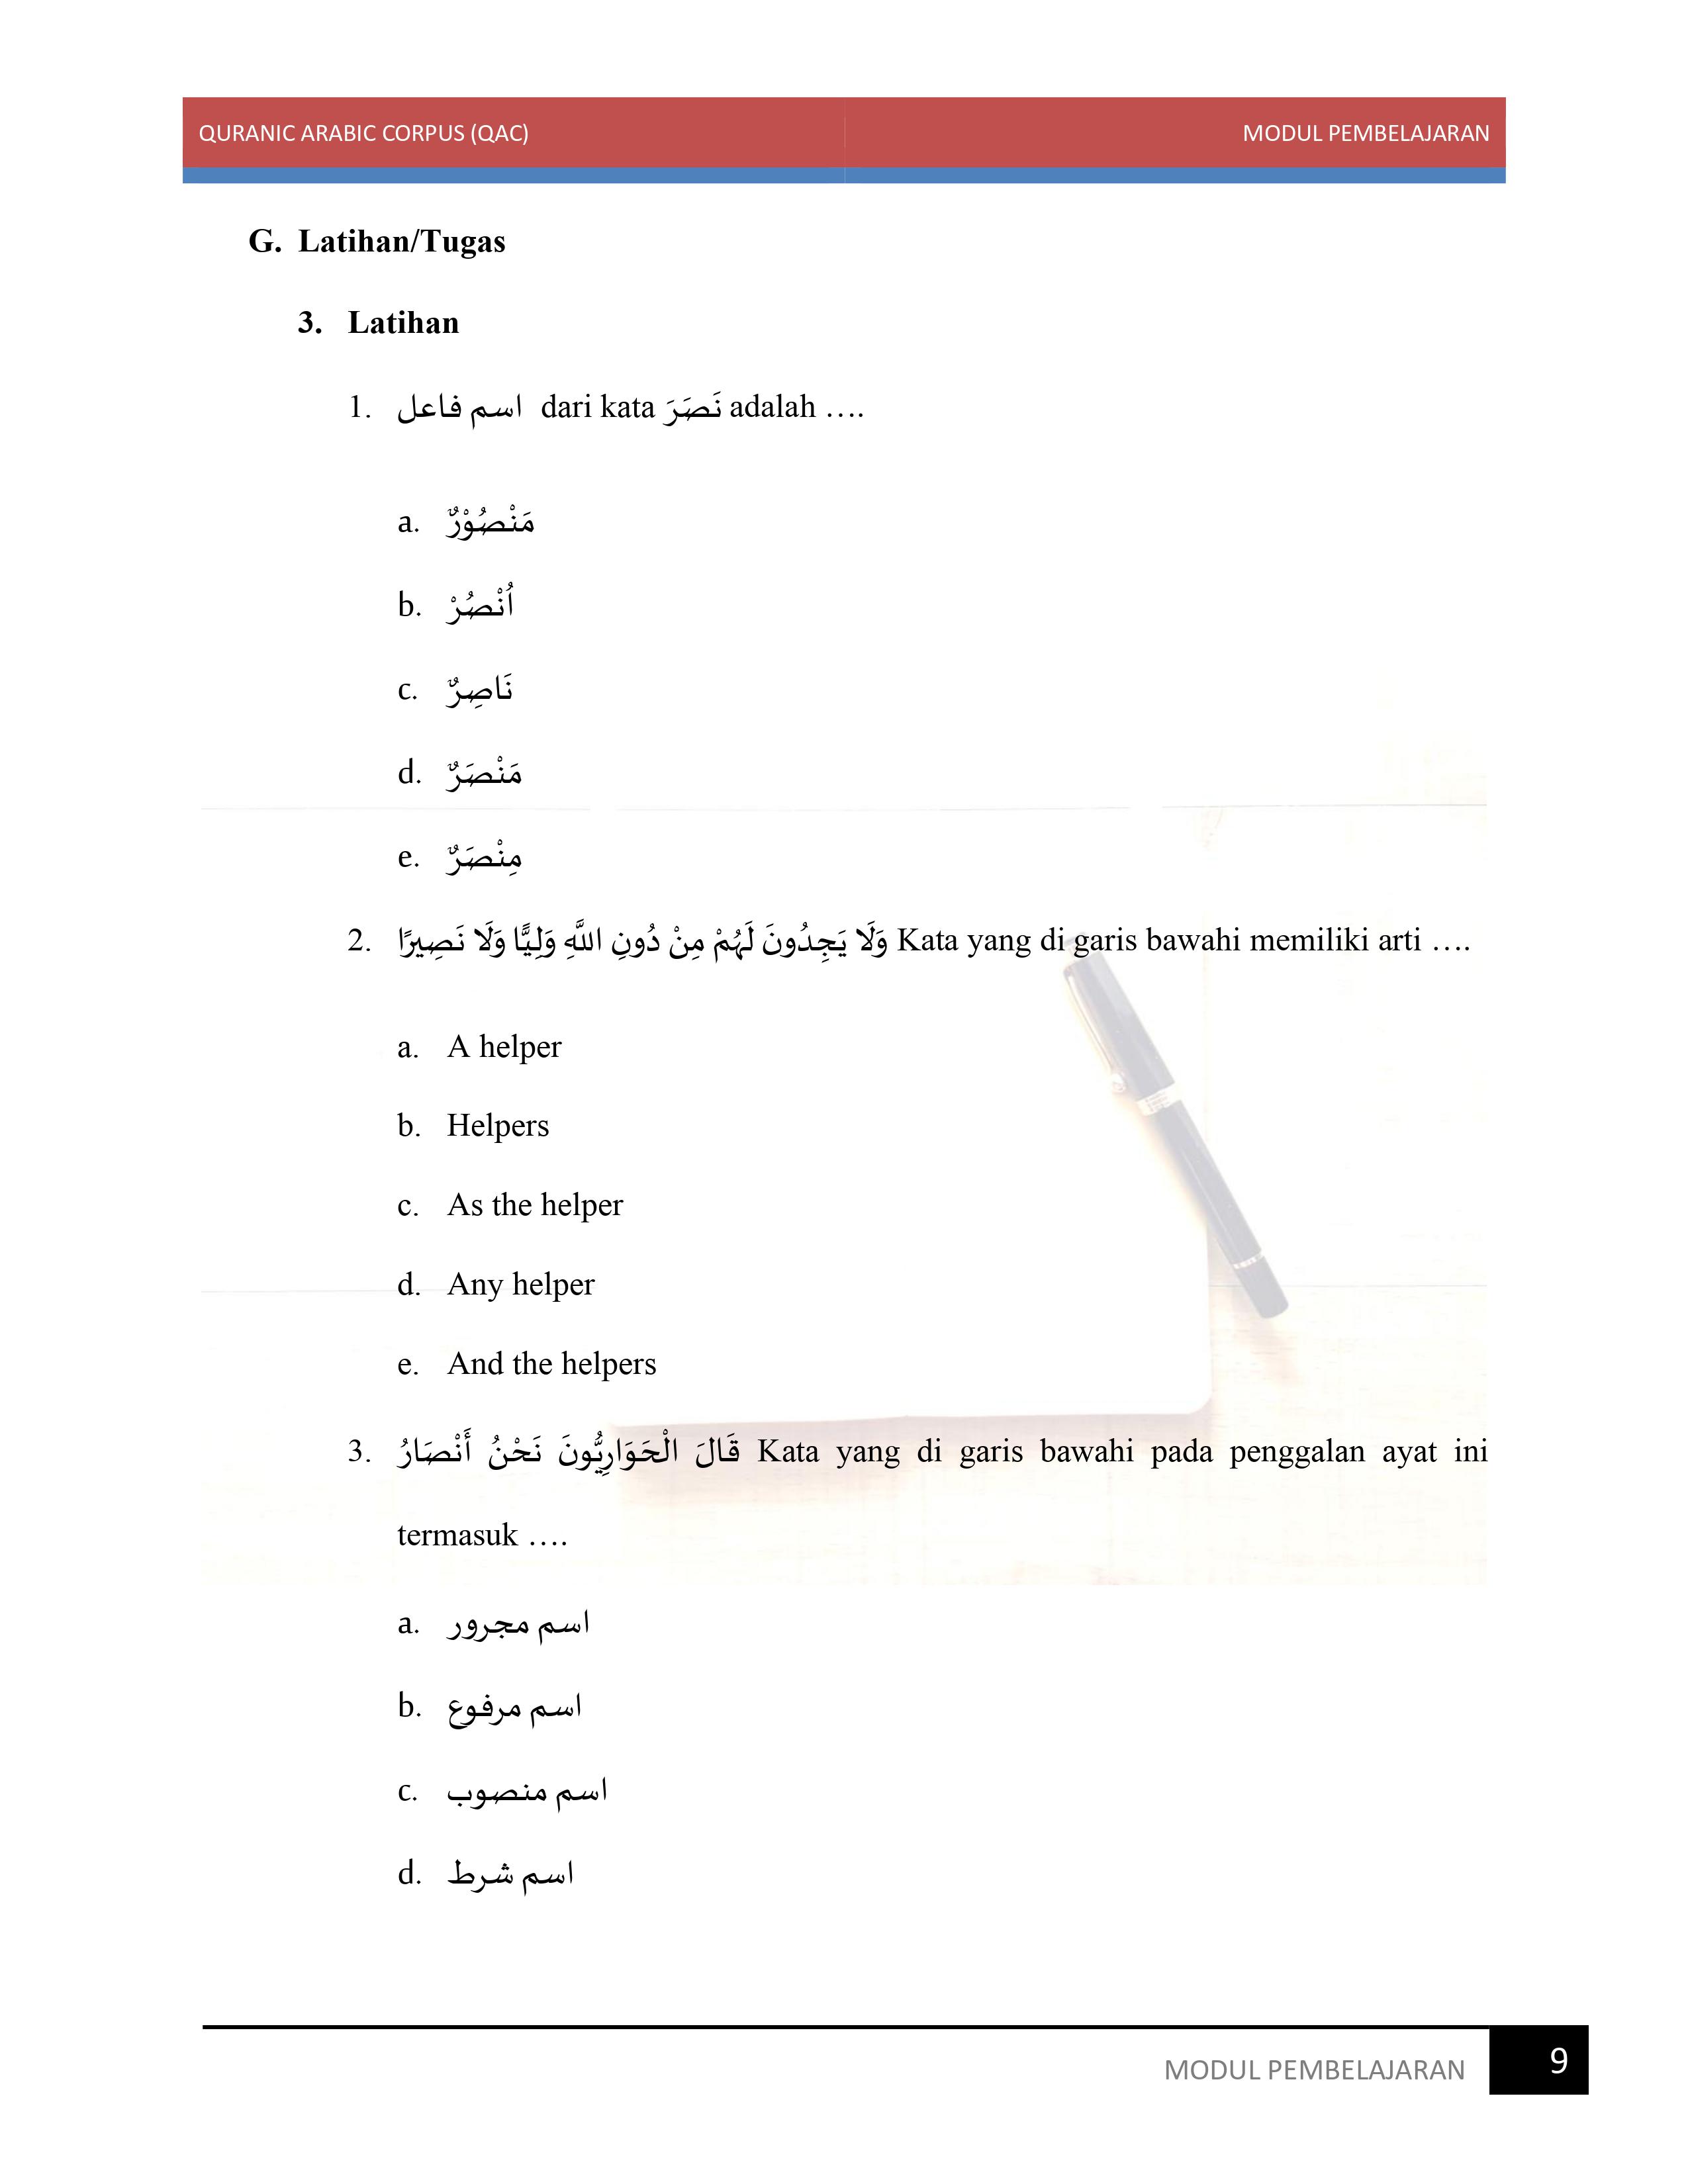 QURANIC ARABIC CORPUS (QAC) MODUL PEMBELAJARAN
G. Latihan/Tugas
3. Latihan
1. اسم فاعل dari kata نَصَرَ adalah ….
a. مَنْصُوْرٌ
b. اُنْصُرْ
c. نَاصِرٌ
d. مَنْصَرٌ
e. مِنْصَرٌ
2. وَلَا يَجِدُونَ لَهُمْ مِنْ دُونِ اللَّهِ وَلِيًّا وَلَا نَصِيرًا Kata yang di garis bawahi memiliki arti ….
a. A helper
b. Helpers
c. As the helper
d. Any helper
e. And the helpers
3. قَالَ الْحَوَارِيُّونَ نَحْنُ أَنْصَارُ Kata yang di garis bawahi pada penggalan ayat ini
termasuk ….
a. اسم مجرور
b. اسم مرفوع
c. اسم منصوب
d. اسم شرط
MODUL PEMBELAJARAN 9